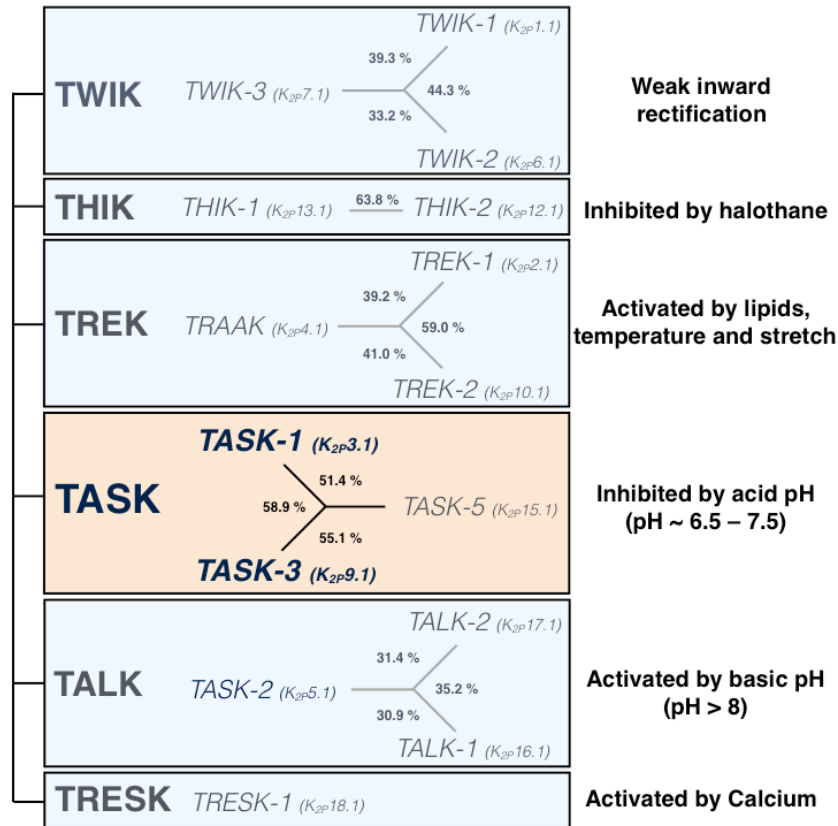 TWIK-1 (K2P1.1)
39.3 %
TWIK
TWIK-3 (K2P7.1)
44.3 %
33.2 %
TWIK-2 (K2P6.1)
Weak inward
rectification
THIK
THIK-1 (K2P13.1)
63.8 %
THIK-2 (K2P12.1)
Inhibited by halothane
TREK-1 (K2P2.1)
39.2 %
TREK
TRAAK (K2P4.1)
59.0 %
41.0 %
TREK-2 (K2P10.1)
Activated by lipids,
temperature and stretch
TASK-1 (K2P3.1)
51.4 %
TASK
58.9 %
TASK-5 (K2P15.1)
55.1 %
TASK-3 (K2P9.1)
Inhibited by acid pH
(pH ~ 6.5 – 7.5)
TALK-2 (K2P17.1)
31.4 %
TALK
TASK-2 (K2P5.1)
35.2 %
30.9 %
TALK-1 (K2P16.1)
Activated by basic pH
(pH > 8)
TRESK
TRESK-1 (K2P18.1)
Activated by Calcium